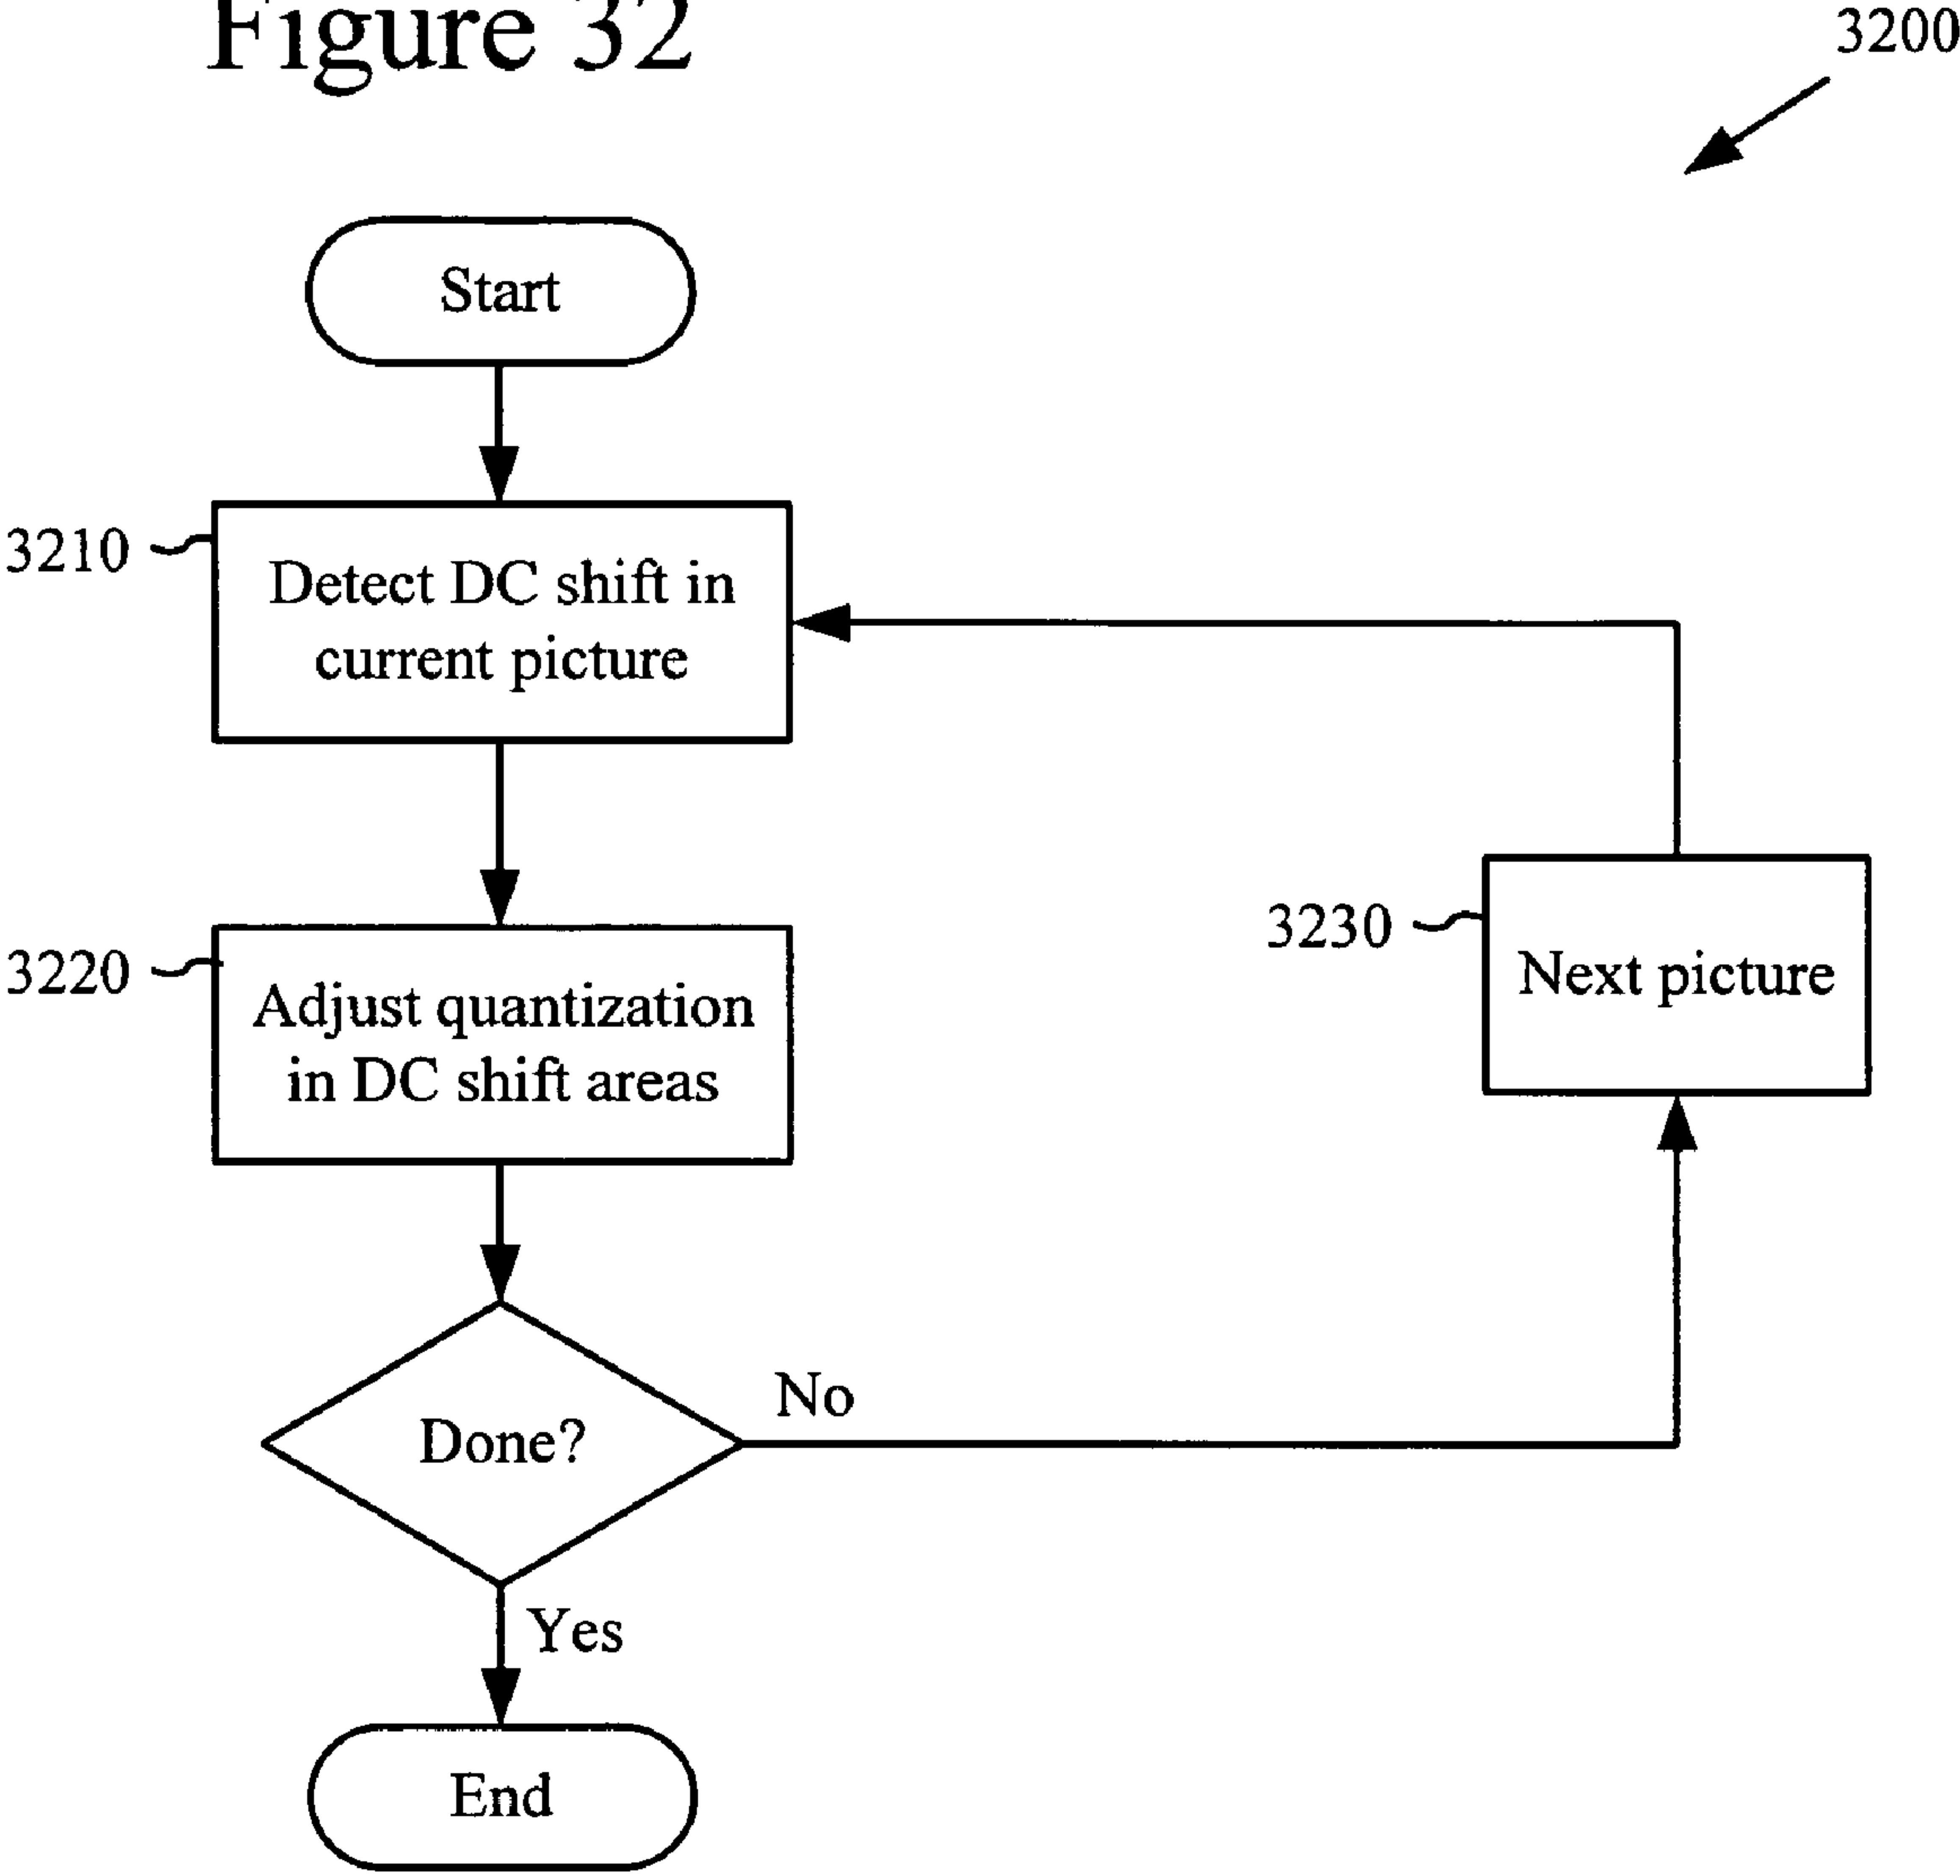 Figure 32
3200
Start
3210
Detect DC shift in
current picture
3220
Adjust quantization
in DC shift areas
3230
Next picture
Done?
No
Yes
End